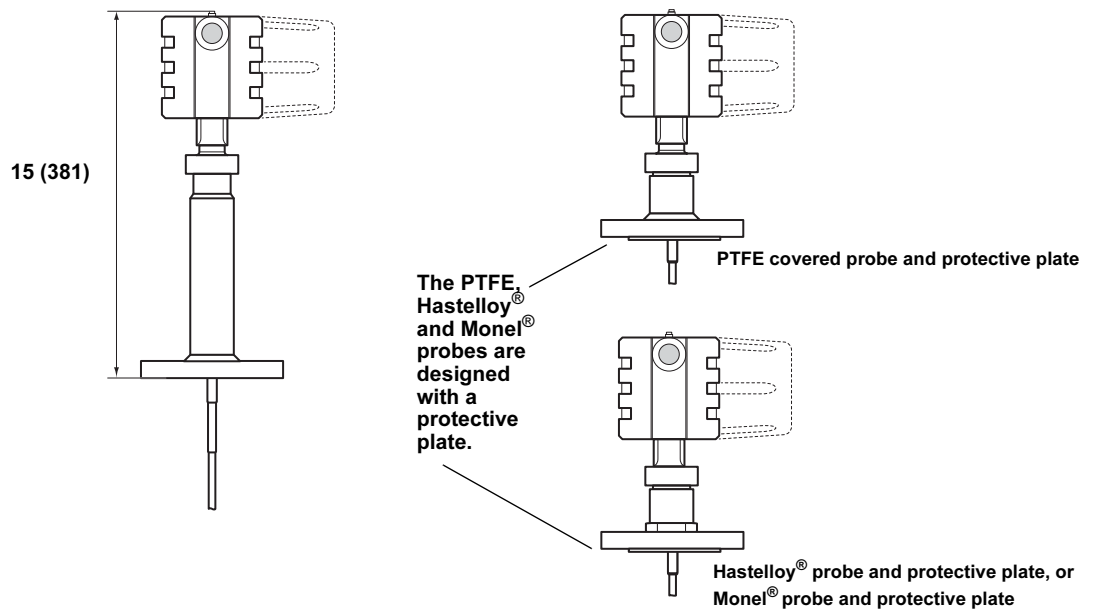 15 (381)
The PTFE,
Hastelloy®
and Monel®
probes are
designed
with a
protective
plate.
PTFE covered probe and protective plate
Hastelloy® probe and protective plate, or
Monel® probe and protective plate